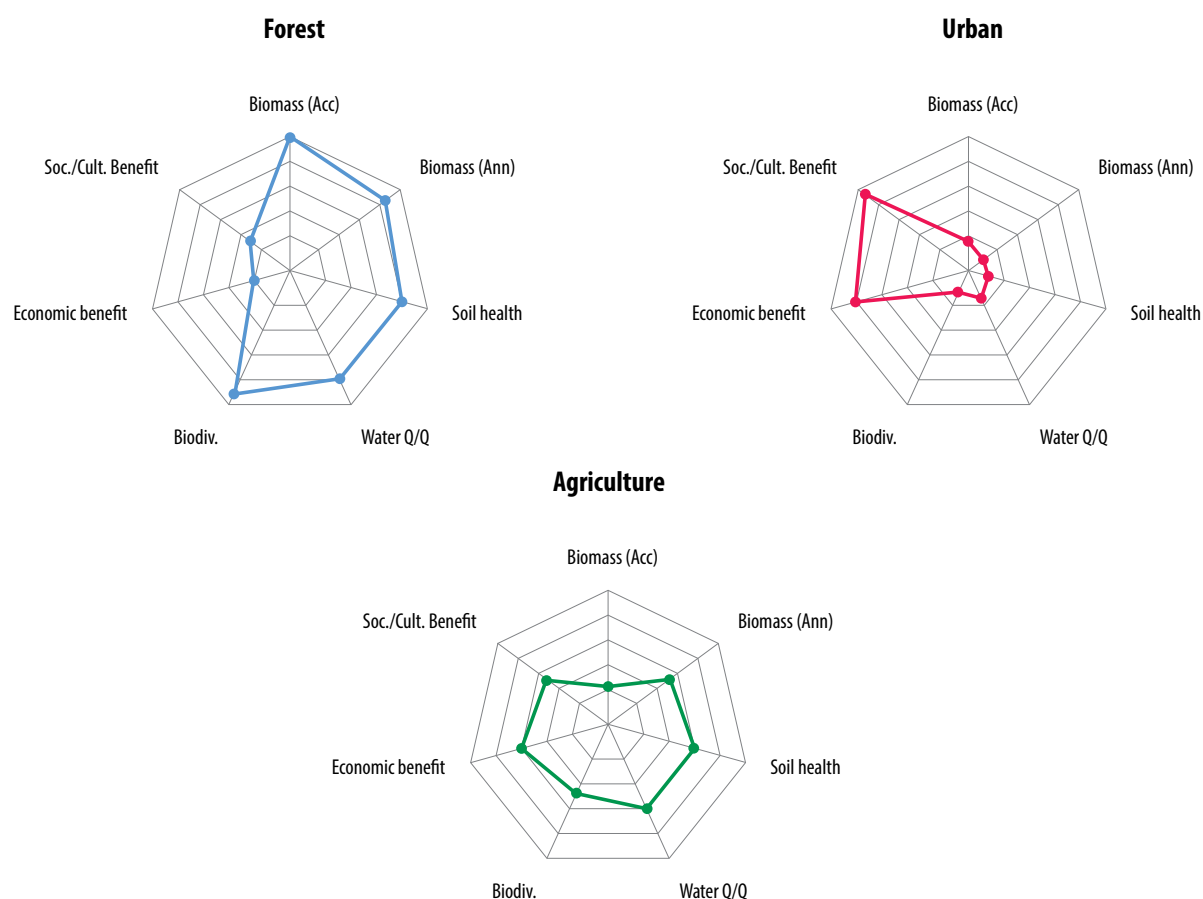 Forest
Biomass (Acc)
Biomass (Ann)
Soil health
Water Q/Q
Biodiv.
Economic benefit
Soc./Cult. Benefit
Urban
Biomass (Acc)
Biomass (Ann)
Soil health
Water Q/Q
Biodiv.
Economic benefit
Soc./Cult. Benefit
Agriculture
Biomass (Acc)
Biomass (Ann)
Soil health
Water Q/Q
Biodiv.
Economic benefit
Soc./Cult. Benefit